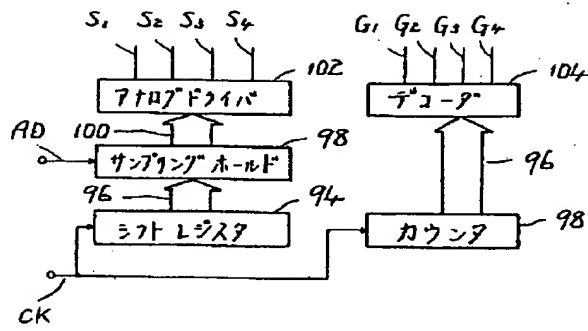 S1 S2 S3 S4
G1 G2 G3 G4
102
104
アナログドライバ
デコーダ
100
98
AD
サンプリングホールド
96
96
94
シフトレジスタ
カウンタ
98
CK